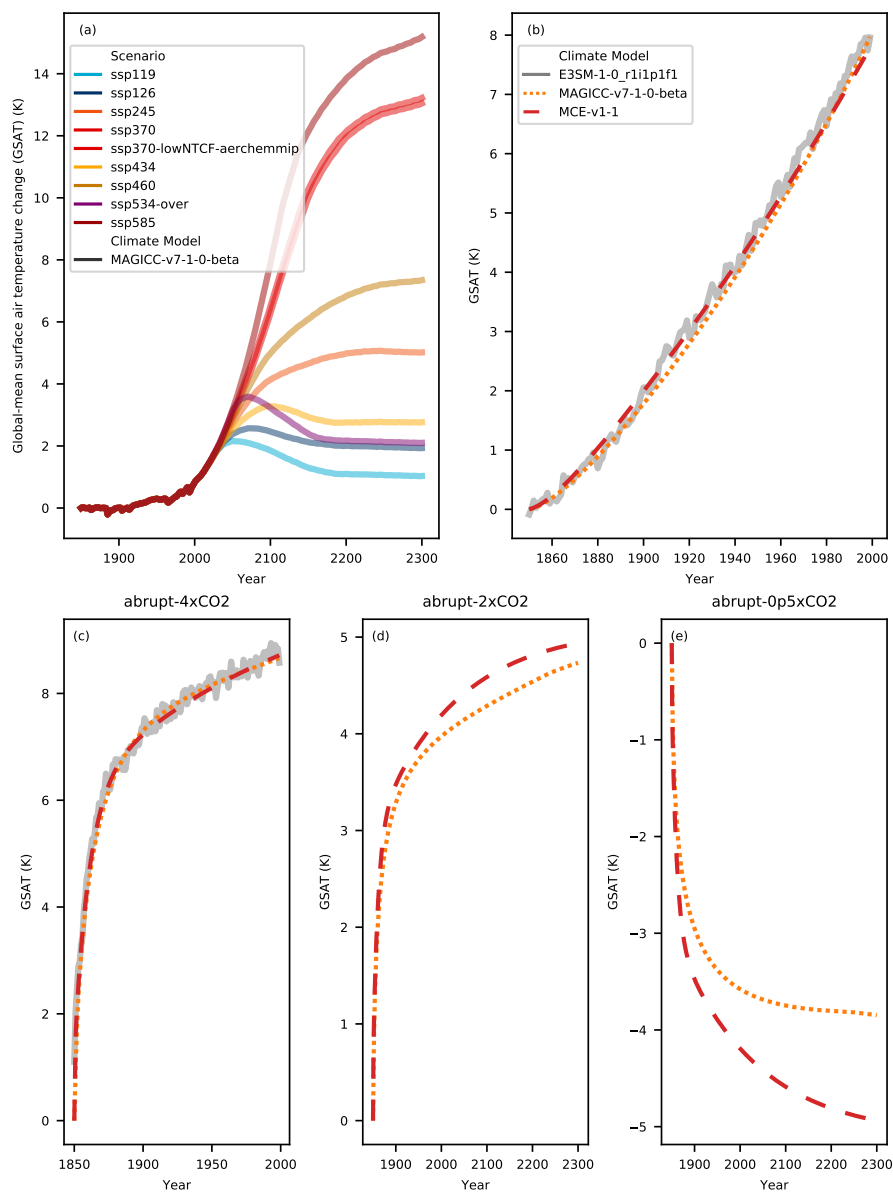 (a)
Global-mean surface air temperature change (GSAT) (K)
14
12
10
8
6
4
2
0
Scenario
ssp119
ssp126
ssp245
ssp370
ssp370-lowNTCF-aerchemmip
ssp434
ssp460
ssp534-over
ssp585
Climate Model
MAGICC-v7-1-0-beta
1900 2000 2100 2200 2300
Year
(b)
GSAT (K)
8
7
6
5
4
3
2
1
0
Climate Model
E3SM-1-0_r1i1p1f1
MAGICC-v7-1-0-beta
MCE-v1-1
1860 1880 1900 1920 1940 1960 1980 2000
Year
abrupt-4xCO2
(c)
GSAT (K)
8
6
4
2
0
1850 1900 1950 2000
Year
abrupt-2xCO2
(d)
GSAT (K)
5
4
3
2
1
0
1900 2000 2100 2200 2300
Year
abrupt-0p5xCO2
(e)
GSAT (K)
0
−1
−2
−3
−4
−5
1900 2000 2100 2200 2300
Year